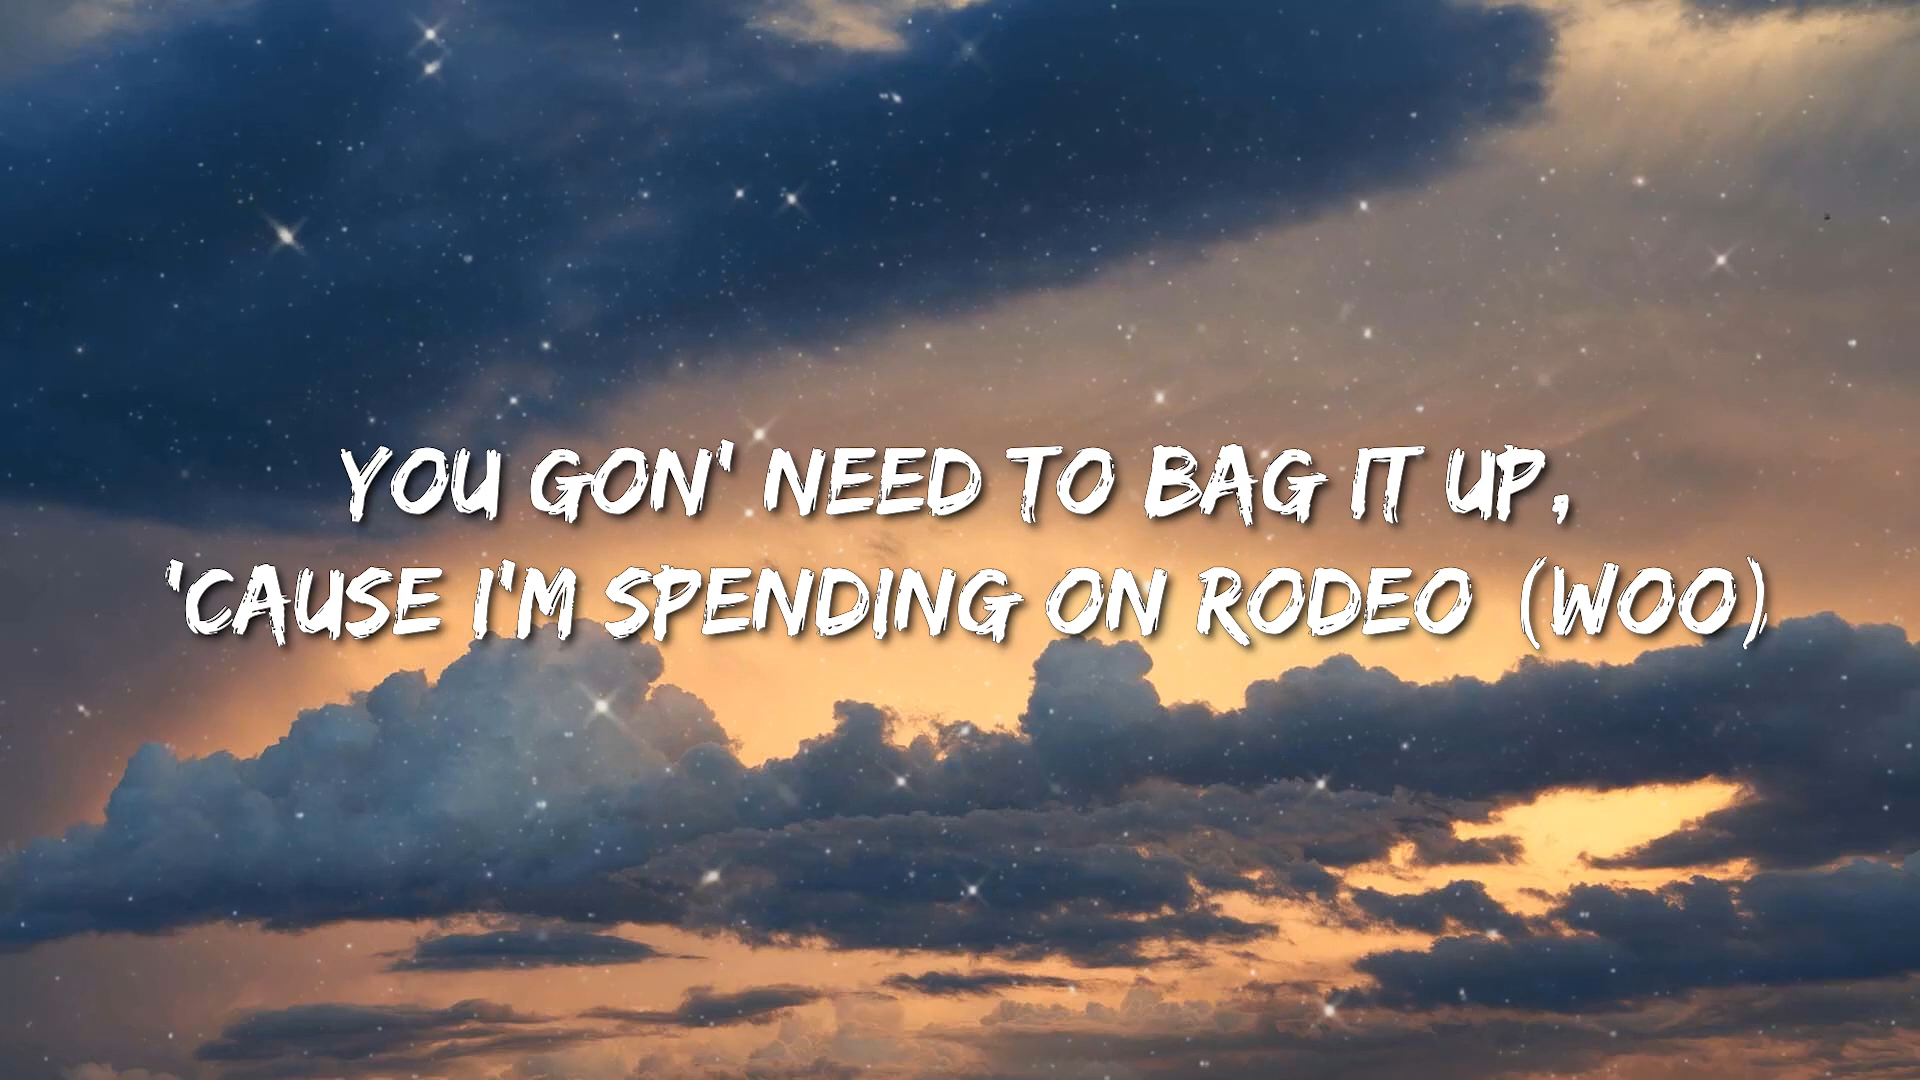 YOU GON' NEED TO BAG IT UP,
'CAUSE I'M SPENDING ON RODEO (WOO)